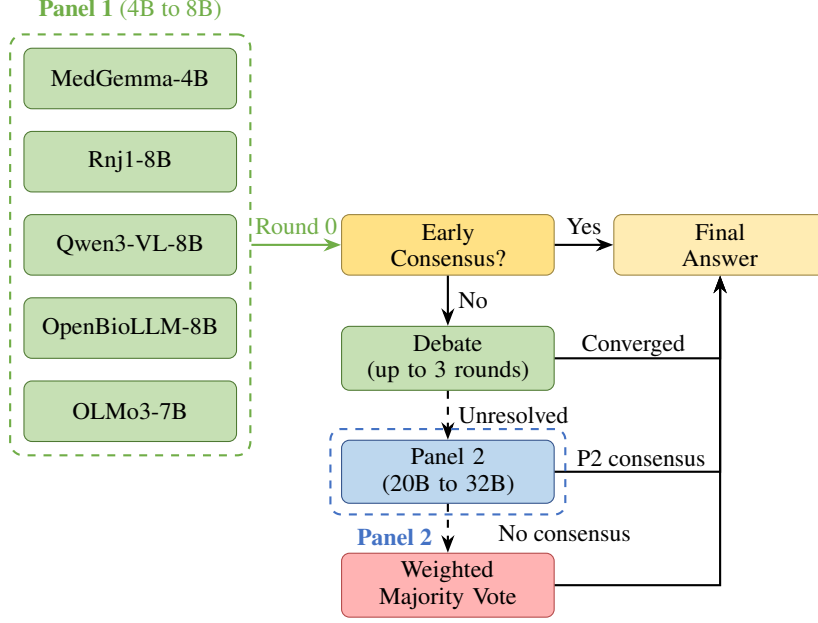 Panel 1 (4B to 8B)
MedGemma-4B
Rnj1-8B
Qwen3-VL-8B
OpenBioLLM-8B
OLMo3-7B
Round 0
Early
Consensus?
Yes
Final
Answer
No
Debate
(up to 3 rounds)
Converged
Unresolved
Panel 2
(20B to 32B)
P2 consensus
Panel 2
No consensus
Weighted
Majority Vote